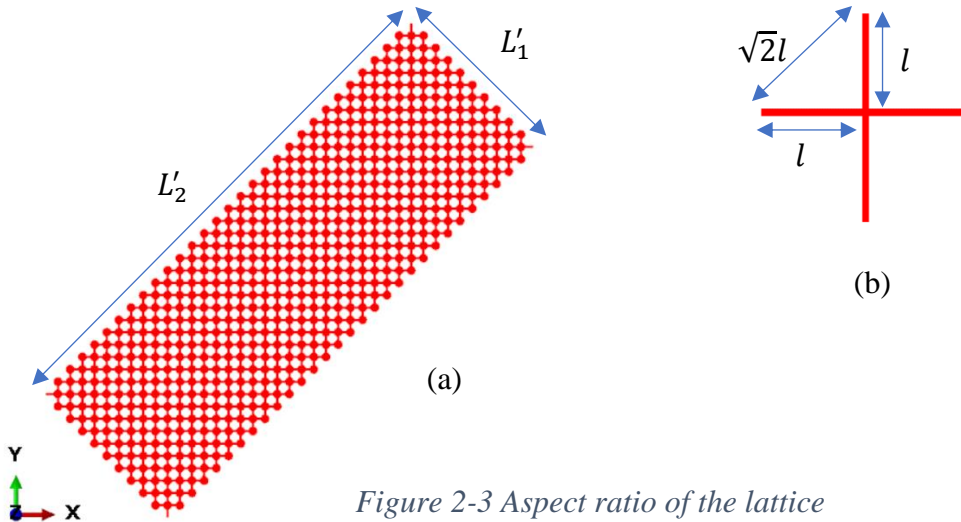 L′₁
√2l
l
L′₂
l
(b)
(a)
Y
Z
X
Figure 2-3 Aspect ratio of the lattice